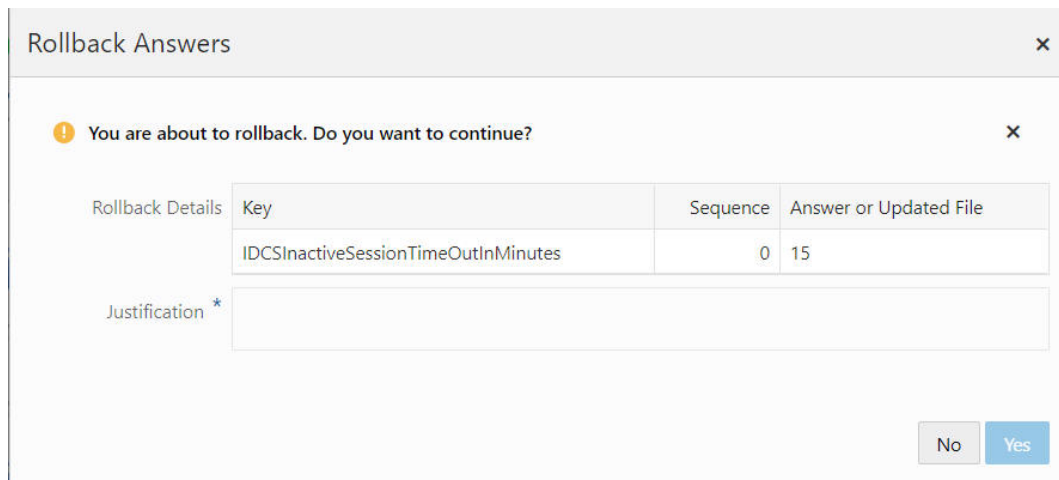 Rollback Answers
You are about to rollback. Do you want to continue?
Rollback Details Key Sequence Answer or Updated File
IDCSInactiveSessionTimeOutInMinutes 0 15
Justification *
No Yes